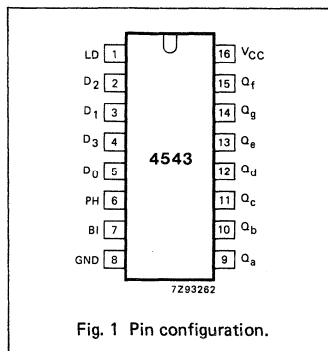 LD 1 16 VCC
D2 2 15 Qf
D1 3 14 Qg
D3 4 13 Qe
4543
D0 5 12 Qd
PH 6 11 Qc
BI 7 10 Qb
GND 8 9 Qa
7Z93262
Fig. 1 Pin configuration.